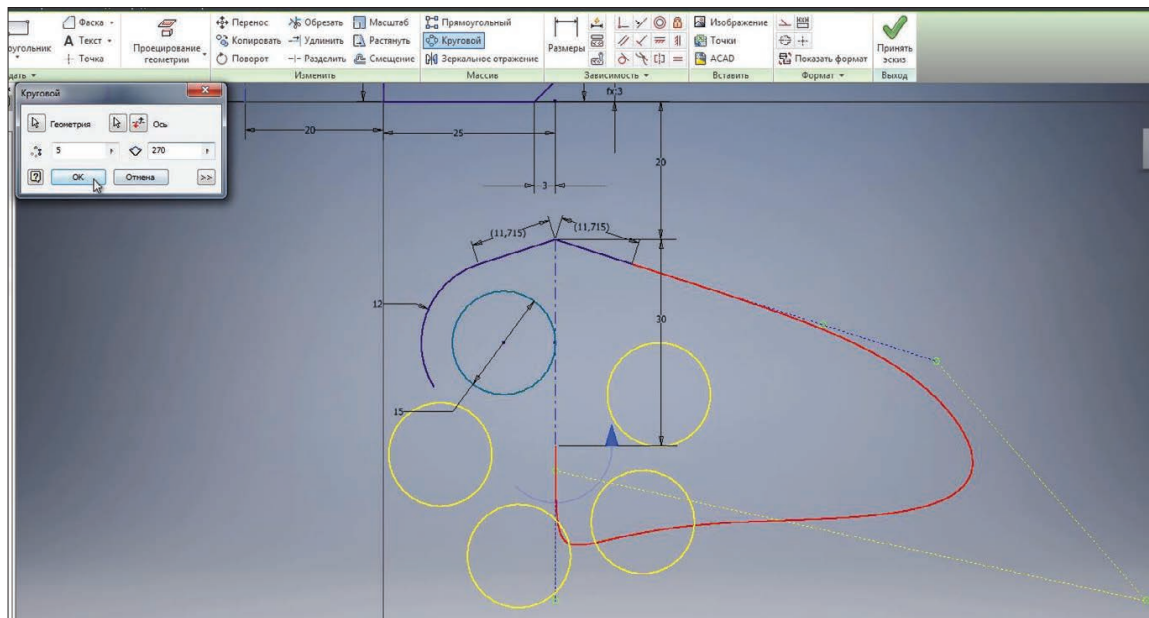 Фаска
Перенос
Обрезать
Масштаб
Прямоугольный
Изображение
оугольник
Текст
Проецирование
геометрии
Копировать
Удлинить
Растянуть
Круговой
Размеры
Точки
Принять
эскиз
Точка
Поворот
Разделить
Смещение
Зеркальное отражение
ACAD
Показать формат
дать
Изменить
Массив
Зависимость
Вставить
Формат
Выход
Круговой
Геометрия
Ось
5
270
OK
Отмена
>>
fx:3
20
25
20
3
(11,715)
(11,715)
12
30
15